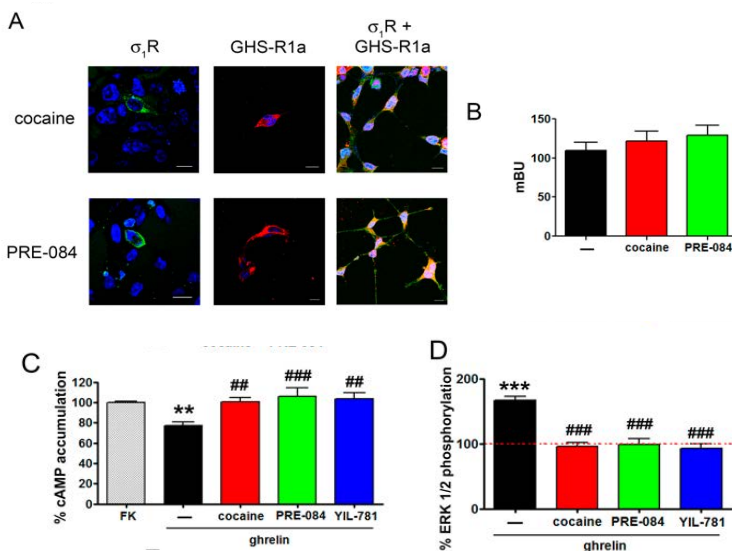 A
σ₁R
GHS-R1a
σ₁R +
GHS-R1a
cocaine
PRE-084
B
mBU
150
100
50
0
— cocaine PRE-084
C
% cAMP accumulation
120
100
80
60
40
20
0
** ## ### ##
FK — cocaine PRE-084 YIL-781
ghrelin
D
% ERK 1/2 phosphorylation
200
100
0
*** ### ### ###
— cocaine PRE-084 YIL-781
ghrelin